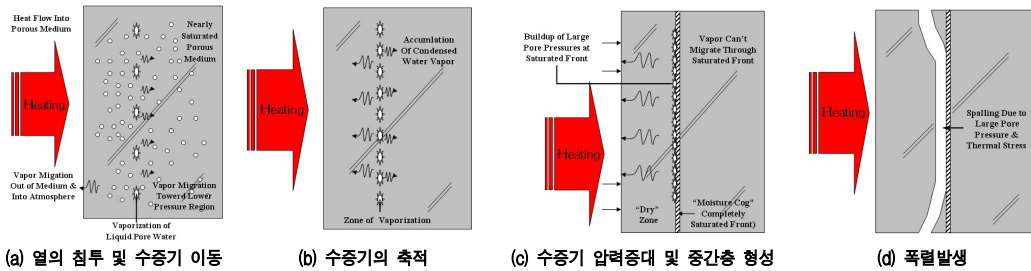 Heat Flow Into
Porous Medium
Nearly
Saturated
Porous
Medium
Heating
Vapor Migation
Out of Medium &
Into Atmosphere
Vapor Migration
Toward Lower
Pressure Region
Vaporization of
Liquid Pore Water
(a) 열의 침투 및 수증기 이동
Accumlation
Of Condensed
Water Vapor
Heating
Zone of Vaporization
(b) 수증기의 축적
Buildup of Large
Pore Pressures at
Saturated Front
Vapor Can't
Migrate Through
Saturated Front
Heating
"Dry"
Zone
"Moisture Cog"
Completely
Saturated Front)
(c) 수증기 압력증대 및 중간층 형성
Heating
Spalling Due to
Large Pore
Pressure &
Thermal Stress
(d) 폭렬발생